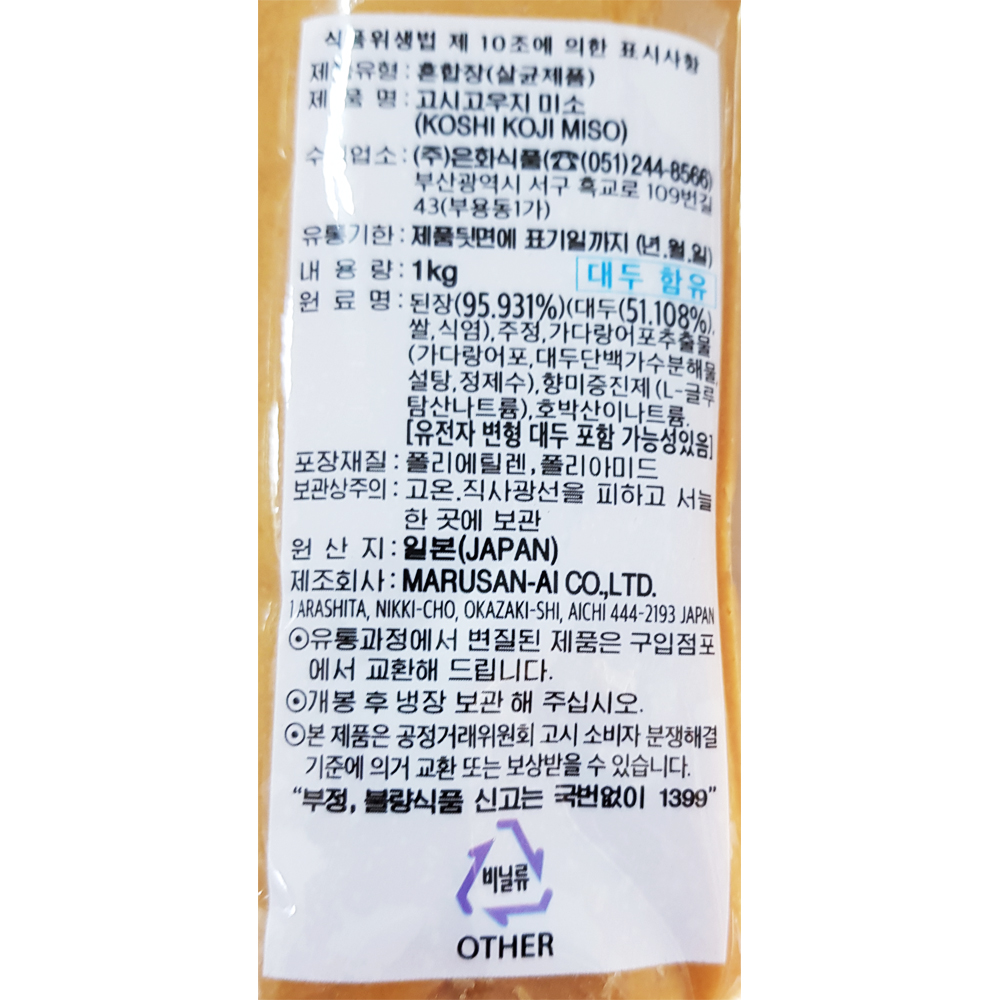 식품위생법 제 10조에 의한 표시사항
제품유형 : 혼합장(살균제품)
제 품 명 : 고시고우지 미소
(KOSHI KOJI MISO)
수입업소 : (주)은화식품(☎(051)244-8566)
부산광역시 서구 흑교로 109번길
43(부용동1가)
유통기한 : 제품뒷면에 표기일까지 (년.월.일)
내 용 량 : 1kg 대두 함유
원 료 명 : 된장(95.931%)(대두(51.108%),
쌀,식염),주정,가다랑어포추출물
(가다랑어포,대두단백가수분해물,
설탕,정제수),향미증진제(L-글루
탐산나트륨),호박산이나트륨.
[유전자 변형 대두 포함 가능성있음]
포장재질 : 폴리에틸렌,폴리아미드
보관상주의 : 고온.직사광선을 피하고 서늘
한 곳에 보관
원 산 지 : 일본(JAPAN)
제조회사 : MARUSAN-AI CO.,LTD.
1 ARASHITA, NIKKI-CHO, OKAZAKI-SHI, AICHI 444-2193 JAPAN
⊙유통과정에서 변질된 제품은 구입점포
에서 교환해 드립니다.
⊙개봉 후 냉장 보관 해 주십시오.
⊙본 제품은 공정거래위원회 고시 소비자 분쟁해결
기준에 의거 교환 또는 보상받을 수 있습니다.
“부정, 불량식품 신고는 국번없이 1399”
비닐류
OTHER